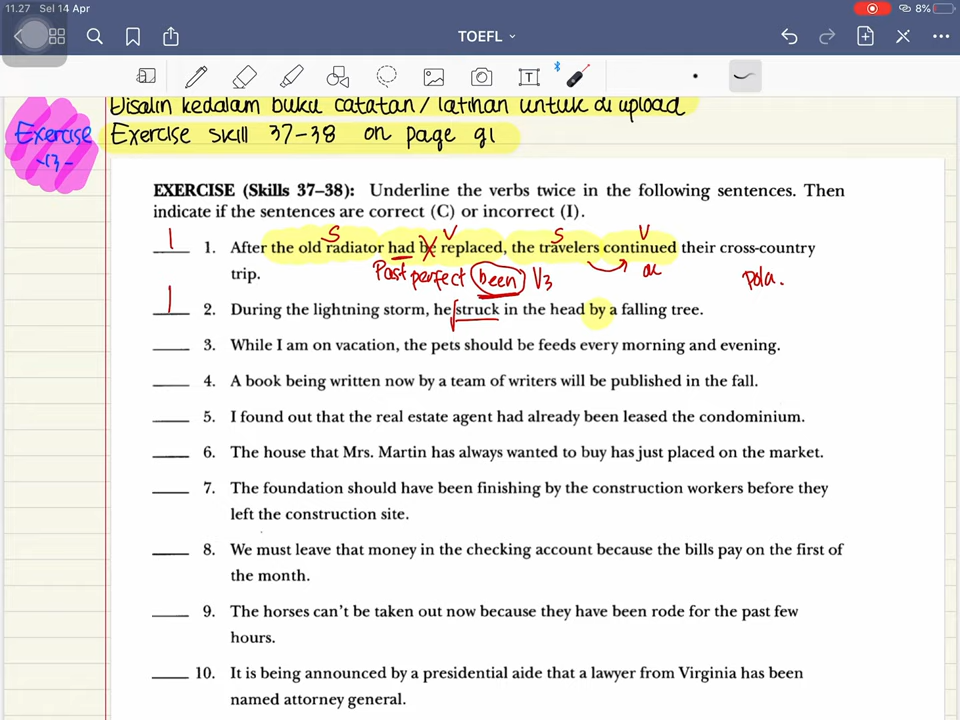 11.27 Sel 14 Apr
8%
TOEFL
T
Disalin kedalam buku catatan/latihan untuk di upload
Exercise
-13-
Exercise skill 37-38 on page 91
EXERCISE (Skills 37–38): Underline the verbs twice in the following sentences. Then
indicate if the sentences are correct (C) or incorrect (I).
S V S V
I 1. After the old radiator had be replaced, the travelers continued their cross-country
trip.
Past perfect been V3
pola.
I 2. During the lightning storm, he struck in the head by a falling tree.
____ 3. While I am on vacation, the pets should be feeds every morning and evening.
____ 4. A book being written now by a team of writers will be published in the fall.
____ 5. I found out that the real estate agent had already been leased the condominium.
____ 6. The house that Mrs. Martin has always wanted to buy has just placed on the market.
____ 7. The foundation should have been finishing by the construction workers before they
left the construction site.
____ 8. We must leave that money in the checking account because the bills pay on the first of
the month.
____ 9. The horses can't be taken out now because they have been rode for the past few
hours.
____ 10. It is being announced by a presidential aide that a lawyer from Virginia has been
named attorney general.